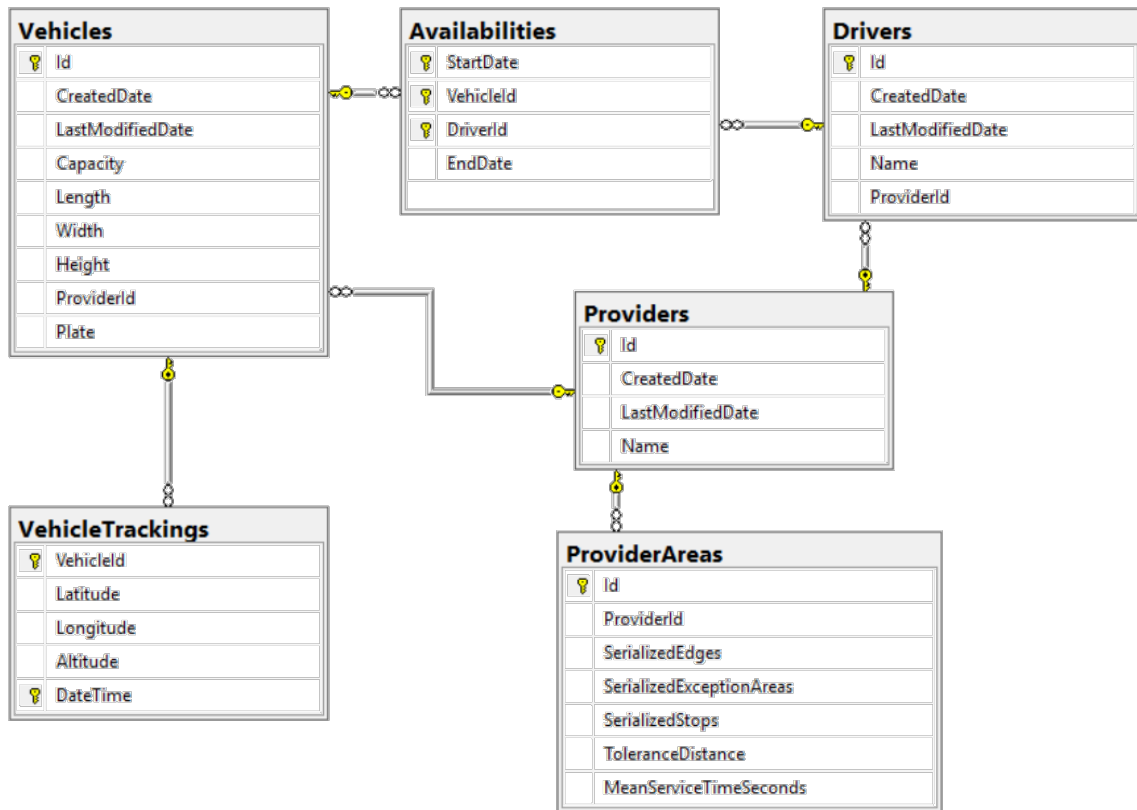 Vehicles
Id
CreatedDate
LastModifiedDate
Capacity
Length
Width
Height
ProviderId
Plate
Availabilities
StartDate
VehicleId
DriverId
EndDate
Drivers
Id
CreatedDate
LastModifiedDate
Name
ProviderId
Providers
Id
CreatedDate
LastModifiedDate
Name
VehicleTrackings
VehicleId
Latitude
Longitude
Altitude
DateTime
ProviderAreas
Id
ProviderId
SerializedEdges
SerializedExceptionAreas
SerializedStops
ToleranceDistance
MeanServiceTimeSeconds